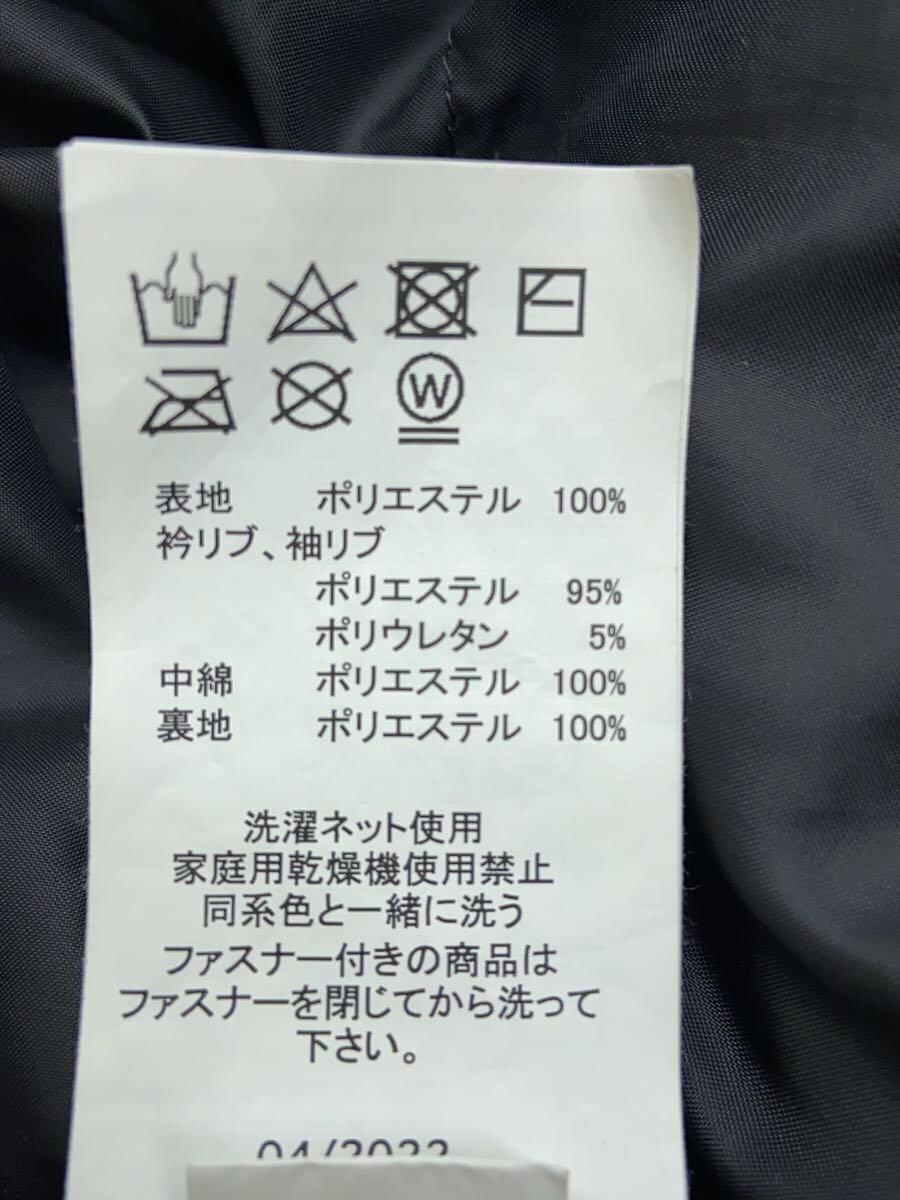 W
表地 ポリエステル 100%
衿リブ、袖リブ
ポリエステル 95%
ポリウレタン 5%
中綿 ポリエステル 100%
裏地 ポリエステル 100%
洗濯ネット使用
家庭用乾燥機使用禁止
同系色と一緒に洗う
ファスナー付きの商品は
ファスナーを閉じてから洗って
下さい。